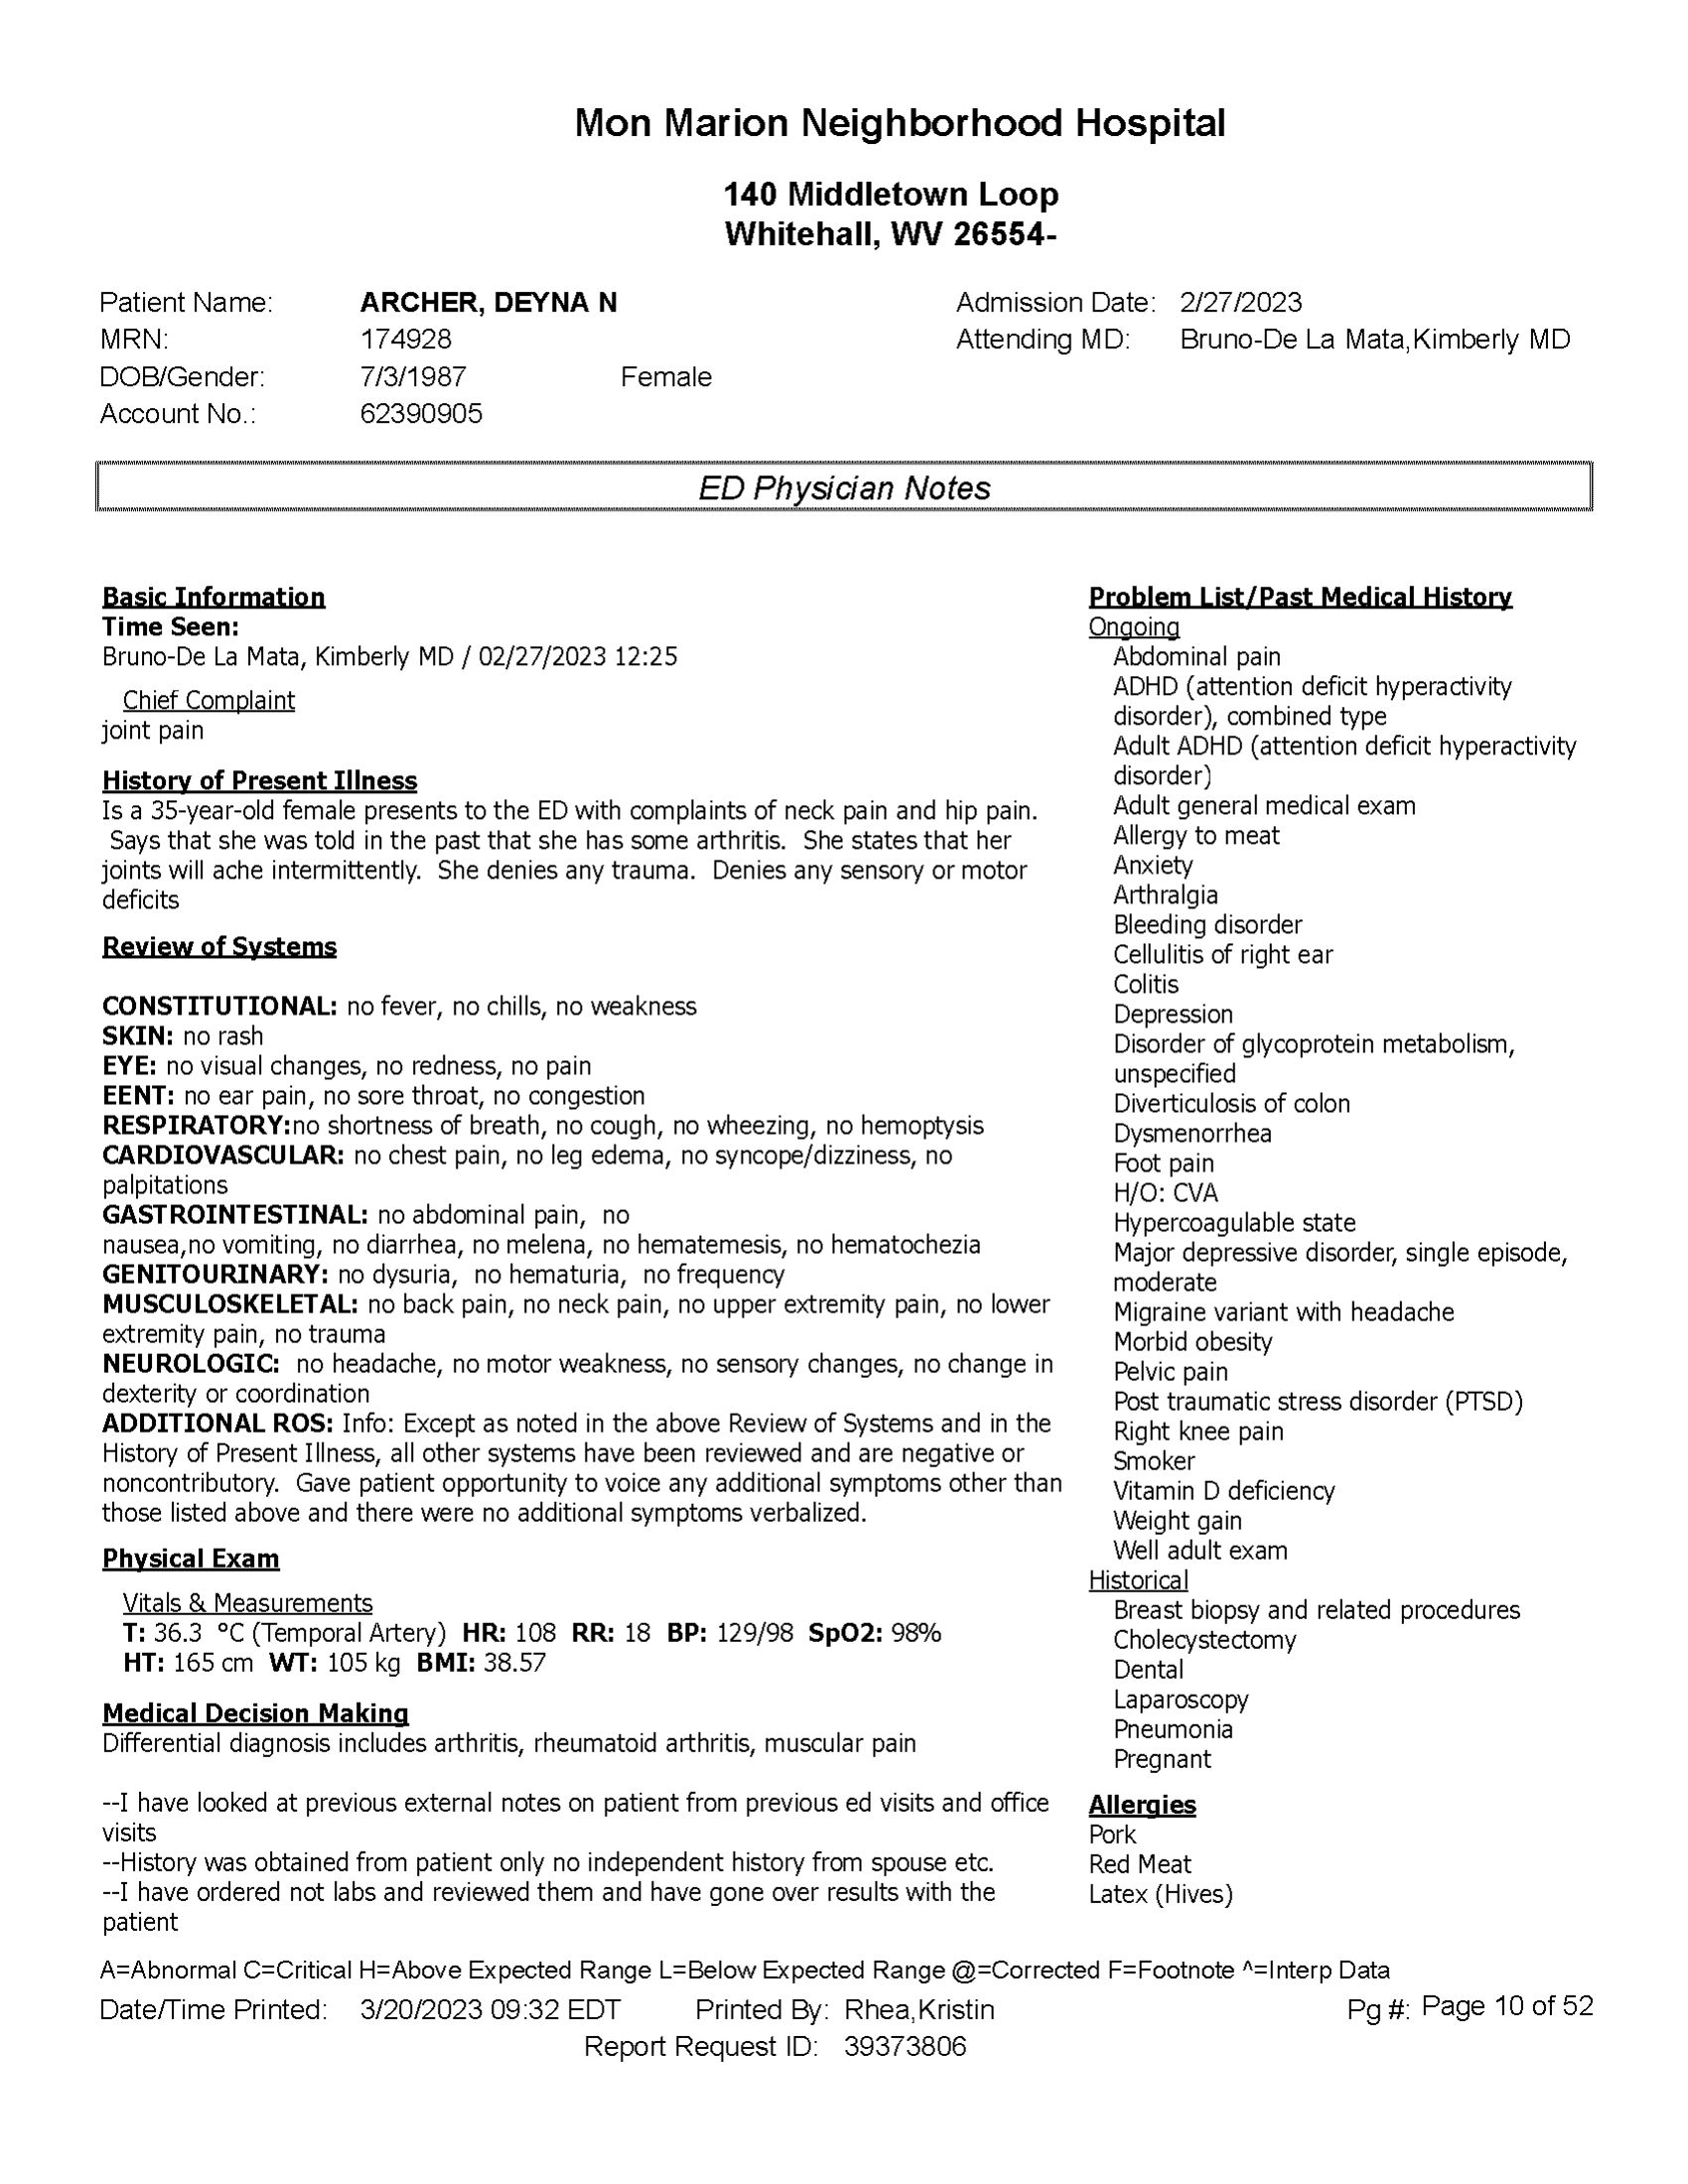 Mon Marion Neighborhood Hospital
140 Middletown Loop
Whitehall, WV 26554-
Patient Name: ARCHER, DEYNA N Admission Date: 2/27/2023
MRN: 174928 Attending MD: Bruno-De La Mata,Kimberly MD
DOB/Gender: 7/3/1987 Female
Account No.: 62390905
ED Physician Notes
Basic Information
Time Seen:
Bruno-De La Mata, Kimberly MD / 02/27/2023 12:25
Chief Complaint
joint pain
History of Present Illness
Is a 35-year-old female presents to the ED with complaints of neck pain and hip pain.
Says that she was told in the past that she has some arthritis. She states that her
joints will ache intermittently. She denies any trauma. Denies any sensory or motor
deficits
Review of Systems
CONSTITUTIONAL: no fever, no chills, no weakness
SKIN: no rash
EYE: no visual changes, no redness, no pain
EENT: no ear pain, no sore throat, no congestion
RESPIRATORY:no shortness of breath, no cough, no wheezing, no hemoptysis
CARDIOVASCULAR: no chest pain, no leg edema, no syncope/dizziness, no
palpitations
GASTROINTESTINAL: no abdominal pain, no
nausea,no vomiting, no diarrhea, no melena, no hematemesis, no hematochezia
GENITOURINARY: no dysuria, no hematuria, no frequency
MUSCULOSKELETAL: no back pain, no neck pain, no upper extremity pain, no lower
extremity pain, no trauma
NEUROLOGIC: no headache, no motor weakness, no sensory changes, no change in
dexterity or coordination
ADDITIONAL ROS: Info: Except as noted in the above Review of Systems and in the
History of Present Illness, all other systems have been reviewed and are negative or
noncontributory. Gave patient opportunity to voice any additional symptoms other than
those listed above and there were no additional symptoms verbalized.
Physical Exam
Vitals & Measurements
T: 36.3 °C (Temporal Artery) HR: 108 RR: 18 BP: 129/98 SpO2: 98%
HT: 165 cm WT: 105 kg BMI: 38.57
Medical Decision Making
Differential diagnosis includes arthritis, rheumatoid arthritis, muscular pain
--I have looked at previous external notes on patient from previous ed visits and office
visits
--History was obtained from patient only no independent history from spouse etc.
--I have ordered not labs and reviewed them and have gone over results with the
patient
Problem List/Past Medical History
Ongoing
Abdominal pain
ADHD (attention deficit hyperactivity
disorder), combined type
Adult ADHD (attention deficit hyperactivity
disorder)
Adult general medical exam
Allergy to meat
Anxiety
Arthralgia
Bleeding disorder
Cellulitis of right ear
Colitis
Depression
Disorder of glycoprotein metabolism,
unspecified
Diverticulosis of colon
Dysmenorrhea
Foot pain
H/O: CVA
Hypercoagulable state
Major depressive disorder, single episode,
moderate
Migraine variant with headache
Morbid obesity
Pelvic pain
Post traumatic stress disorder (PTSD)
Right knee pain
Smoker
Vitamin D deficiency
Weight gain
Well adult exam
Historical
Breast biopsy and related procedures
Cholecystectomy
Dental
Laparoscopy
Pneumonia
Pregnant
Allergies
Pork
Red Meat
Latex (Hives)
A=Abnormal C=Critical H=Above Expected Range L=Below Expected Range @=Corrected F=Footnote ^=Interp Data
Date/Time Printed: 3/20/2023 09:32 EDT Printed By: Rhea,Kristin Pg #: Page 10 of 52
Report Request ID: 39373806